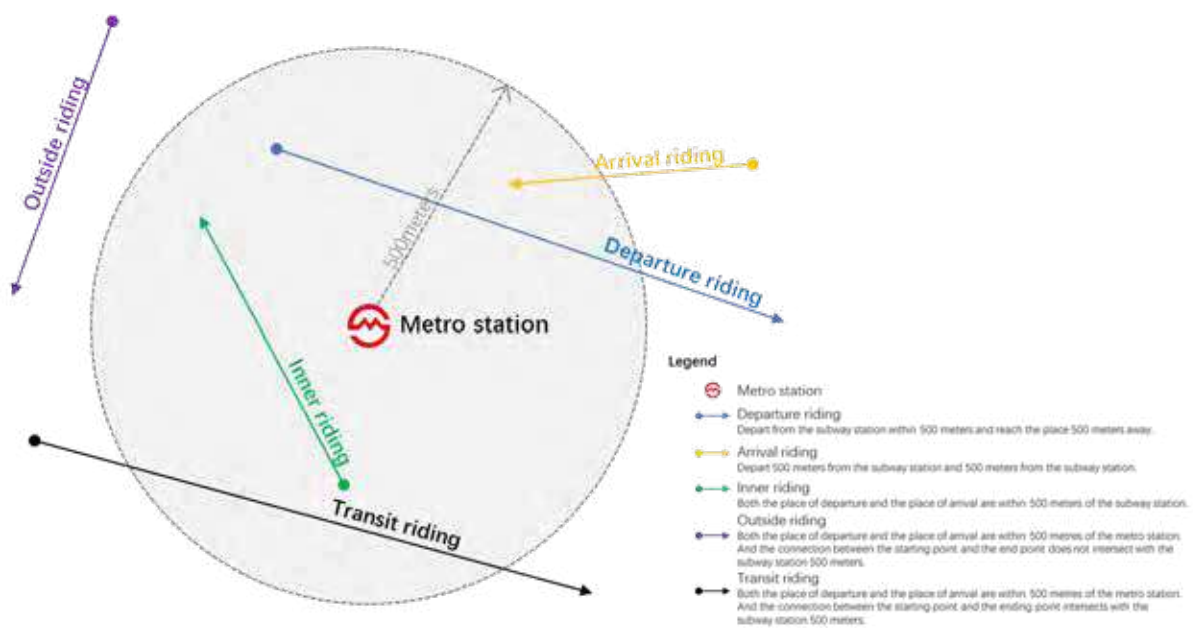 Outside riding
Arrival riding
500meters
Departure riding
Metro station
Inner riding
Transit riding
Legend
Metro station
Departure riding
Depart from the subway station within 500 meters and reach the place 500 meters away.
Arrival riding
Depart 500 meters from the subway station and 500 meters from the subway station.
Inner riding
Both the place of departure and the place of arrival are within 500 meters of the subway station.
Outside riding
Both the place of departure and the place of arrival are within 500 metres of the metro station.
And the connection between the starting point and the end point does not intersect with the
subway station 500 meters.
Transit riding
Both the place of departure and the place of arrival are within 500 metres of the metro station.
And the connection between the starting point and the ending point intersects with the
subway station 500 meters.